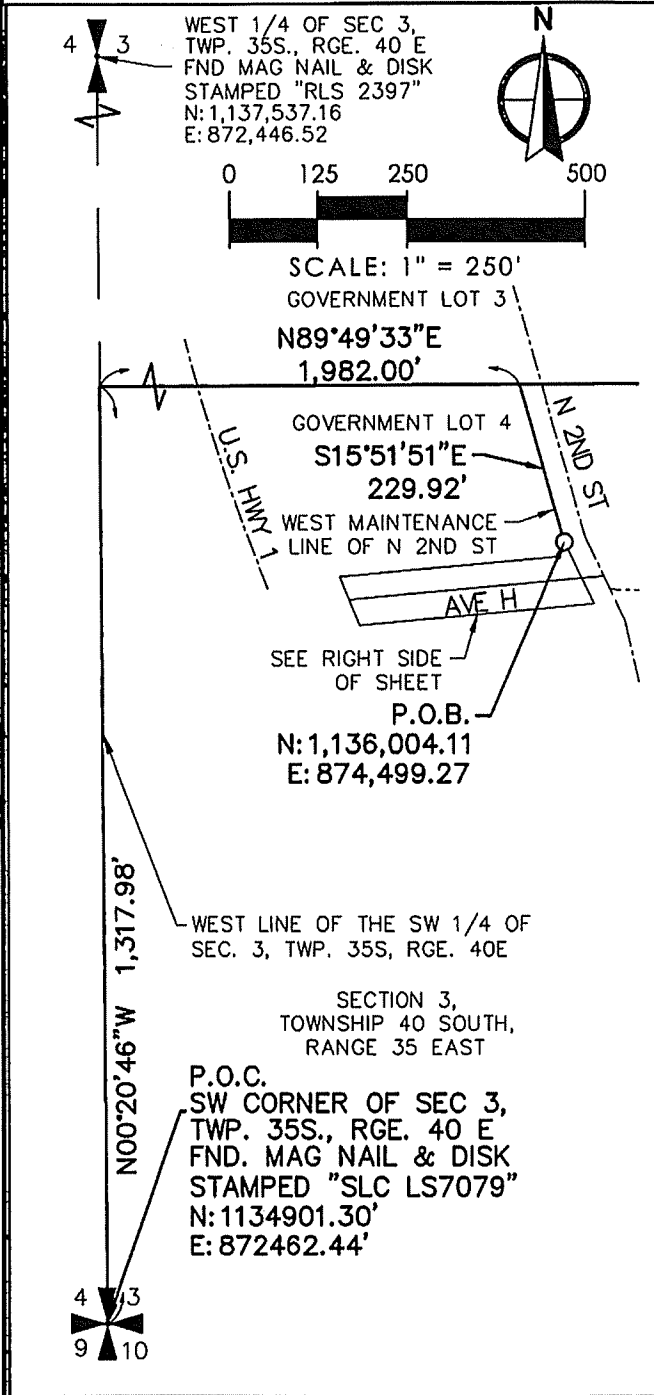 WEST 1/4 OF SEC 3,
TWP. 35S., RGE. 40 E
FND MAG NAIL & DISK
STAMPED "RLS 2397"
N:1,137,537.16
E:872,446.52
4 3
N
0 125 250 500
SCALE: 1" = 250'
GOVERNMENT LOT 3
N89°49'33"E
1,982.00'
GOVERNMENT LOT 4
S15°51'51"E
229.92'
U.S. HWY 1
N 2ND ST
WEST MAINTENANCE
LINE OF N 2ND ST
AVE H
SEE RIGHT SIDE
OF SHEET
P.O.B.
N:1,136,004.11
E:874,499.27
N00°20'46"W 1,317.98'
WEST LINE OF THE SW 1/4 OF
SEC. 3, TWP. 35S, RGE. 40E
SECTION 3,
TOWNSHIP 40 SOUTH,
RANGE 35 EAST
P.O.C.
SW CORNER OF SEC 3,
TWP. 35S., RGE. 40 E
FND. MAG NAIL & DISK
STAMPED "SLC LS7079"
N:1134901.30'
E:872462.44'
4 3
9 10